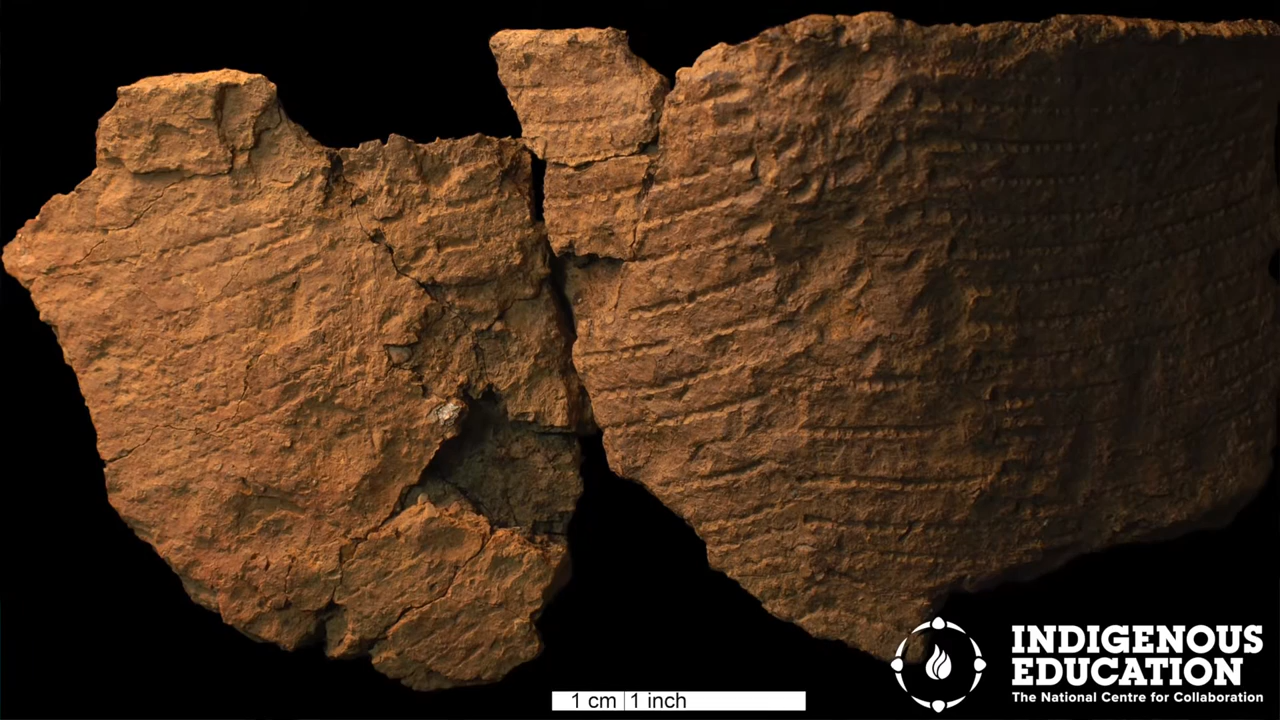 1 cm 1 inch
INDIGENOUS
EDUCATION
The National Centre for Collaboration